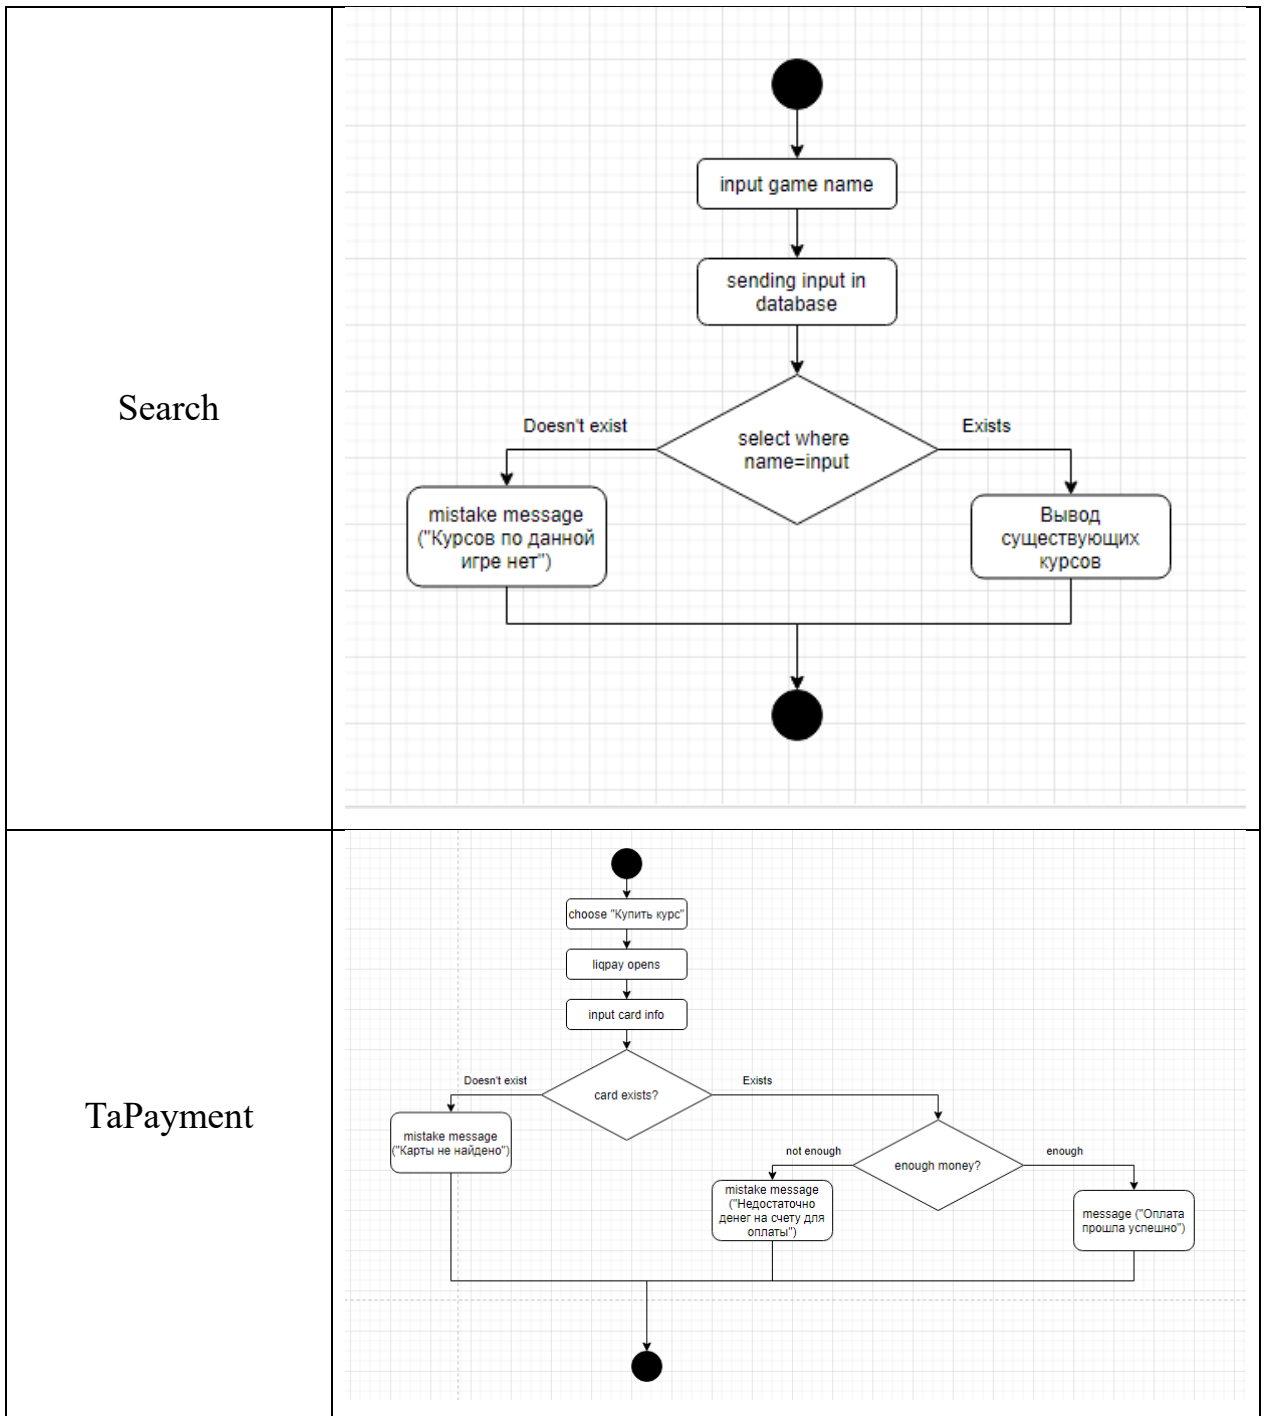 Search
input game name
sending input in
database
Doesn't exist
Exists
select where
name=input
mistake message
("Курсов по данной
игре нет")
Вывод
существующих
курсов
TaPayment
choose "Купить курс"
liqpay opens
input card info
Doesn't exist
Exists
card exists?
mistake message
("Карты не найдено")
not enough
enough
enough money?
mistake message
("Недостаточно
денег на счету для
оплаты")
message ("Оплата
прошла успешно")